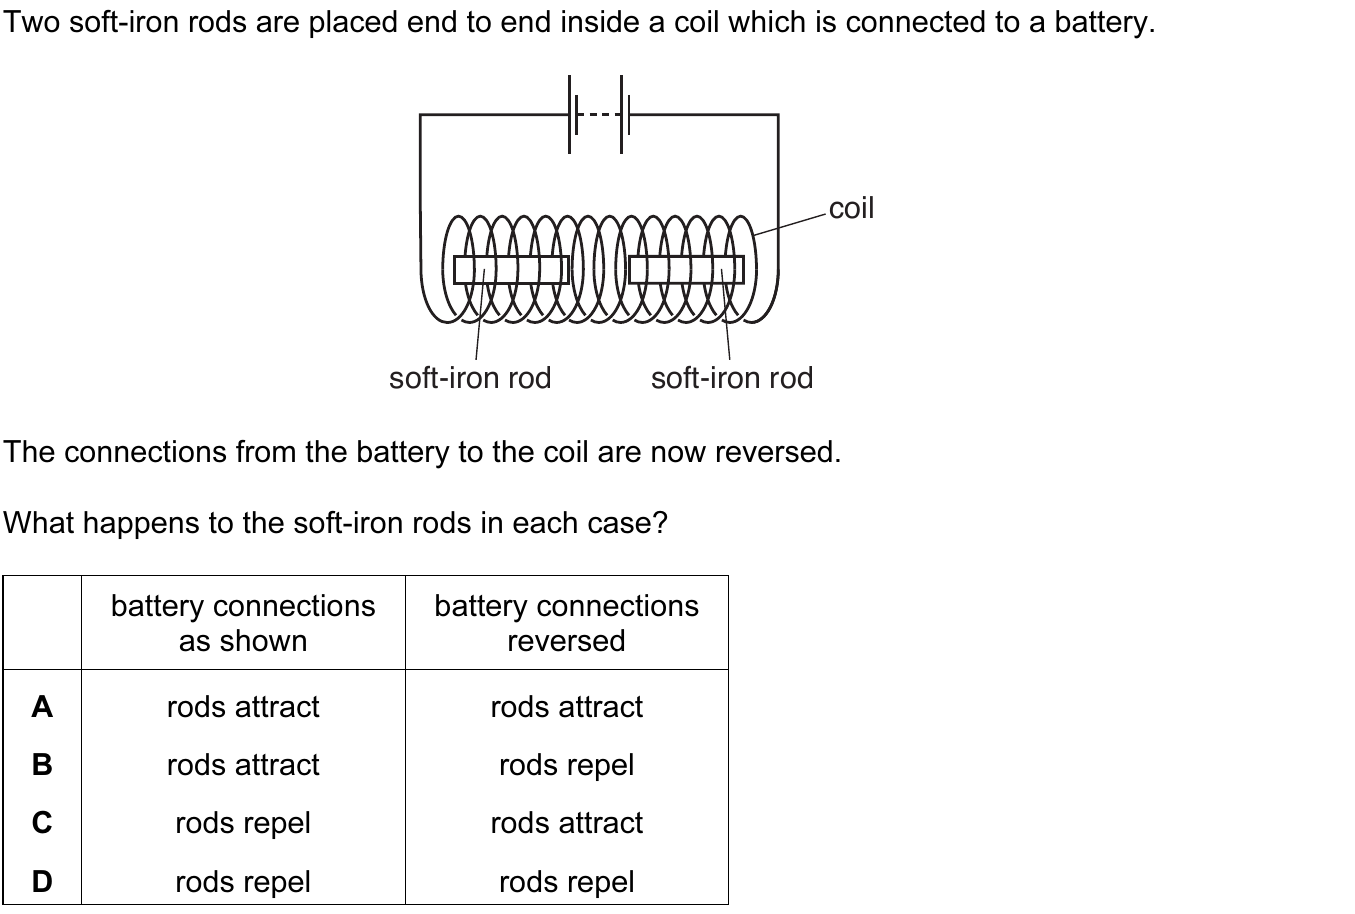 Two soft-iron rods are placed end to end inside a coil which is connected to a battery.
coil
soft-iron rod
soft-iron rod
The connections from the battery to the coil are now reversed.
What happens to the soft-iron rods in each case?
battery connections as shown
battery connections reversed
A rods attract rods attract
B rods attract rods repel
C rods repel rods attract
D rods repel rods repel